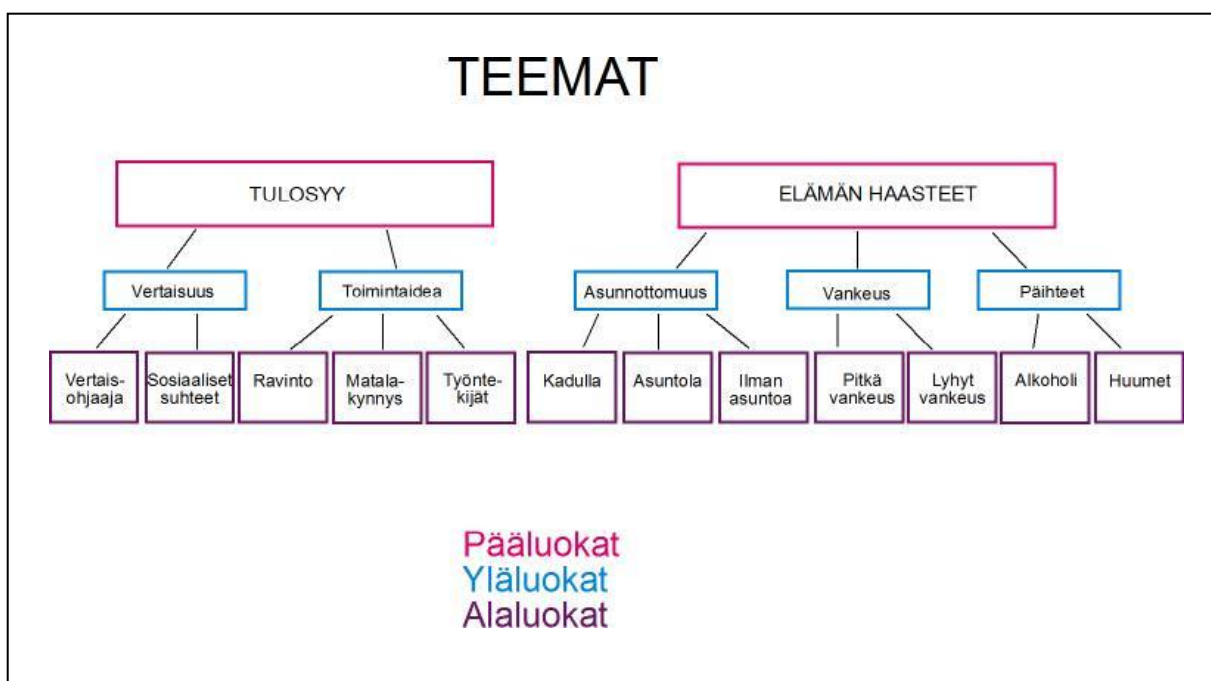 TEEMAT
TULOSYY
ELÄMÄN HAASTEET
Vertaisuus
Toimintaidea
Asunnottomuus
Vankeus
Päihteet
Vertais-
ohjaaja
Sosiaaliset
suhteet
Ravinto
Matala-
kynnys
Työnte-
kijät
Kadulla
Asuntola
Ilman
asuntoa
Pitkä
vankeus
Lyhyt
vankeus
Alkoholi
Huumet
Pääluokat
Yläluokat
Alaluokat